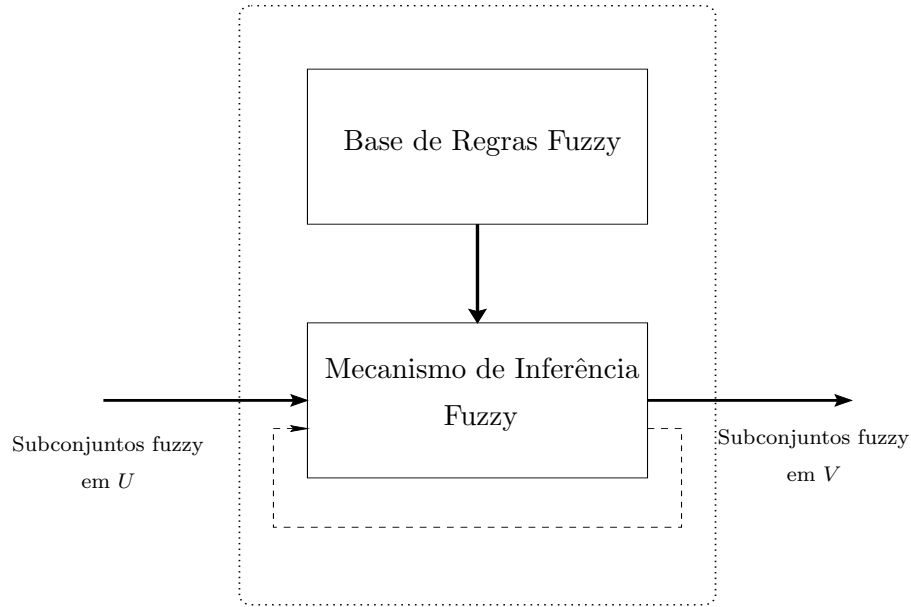 Base de Regras Fuzzy
Mecanismo de Inferência
Fuzzy
Subconjuntos fuzzy
em U
Subconjuntos fuzzy
em V